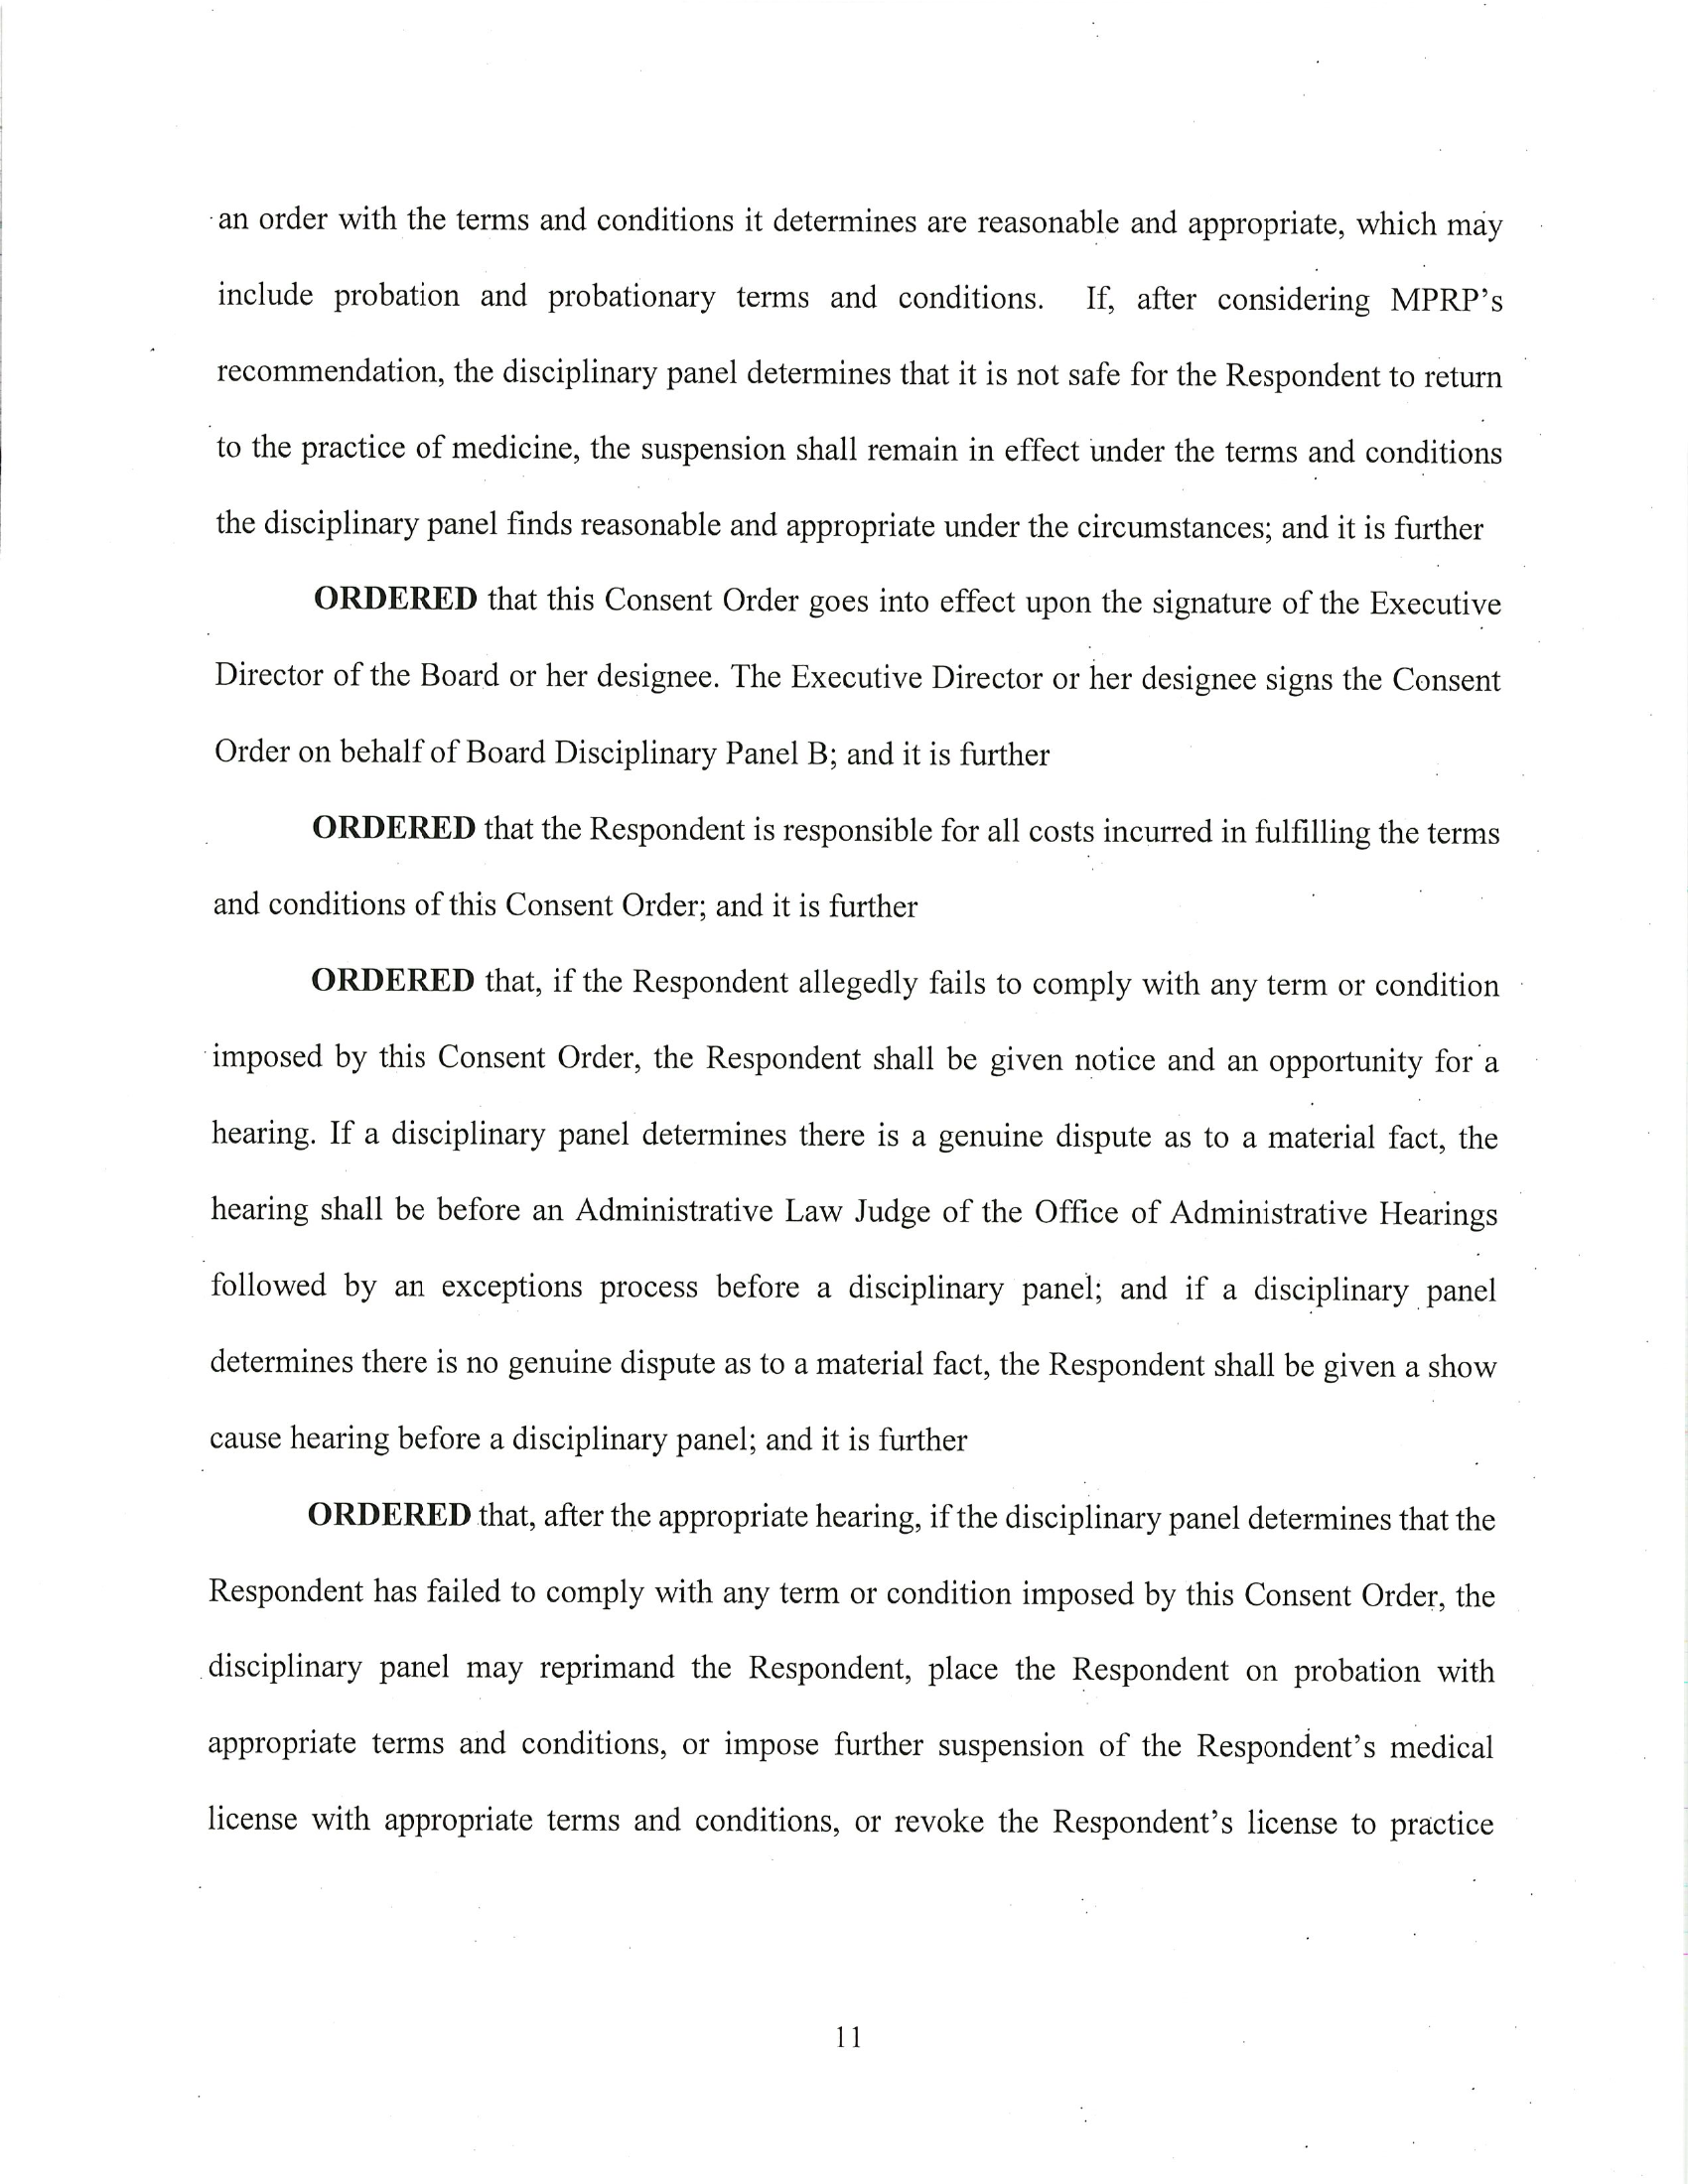 an order with the terms and conditions it determines are reasonable and appropriate, which may
include probation and probationary terms and conditions. If, after considering MPRP's
recommendation, the disciplinary panel determines that it is not safe for the Respondent to return
to the practice of medicine, the suspension shall remain in effect under the terms and conditions
the disciplinary panel finds reasonable and appropriate under the circumstances; and it is further
ORDERED that this Consent Order goes into effect upon the signature of the Executive
Director of the Board or her designee. The Executive Director or her designee signs the Consent
Order on behalf of Board Disciplinary Panel B; and it is further
ORDERED that the Respondent is responsible for all costs incurred in fulfilling the terms
and conditions of this Consent Order; and it is further
ORDERED that, if the Respondent allegedly fails to comply with any term or condition
imposed by this Consent Order, the Respondent shall be given notice and an opportunity for a
hearing. If a disciplinary panel determines there is a genuine dispute as to a material fact, the
hearing shall be before an Administrative Law Judge of the Office of Administrative Hearings
followed by an exceptions process before a disciplinary panel; and if a disciplinary panel
determines there is no genuine dispute as to a material fact, the Respondent shall be given a show
cause hearing before a disciplinary panel; and it is further
ORDERED that, after the appropriate hearing, if the disciplinary panel determines that the
Respondent has failed to comply with any term or condition imposed by this Consent Order, the
disciplinary panel may reprimand the Respondent, place the Respondent on probation with
appropriate terms and conditions, or impose further suspension of the Respondent's medical
license with appropriate terms and conditions, or revoke the Respondent's license to practice
11